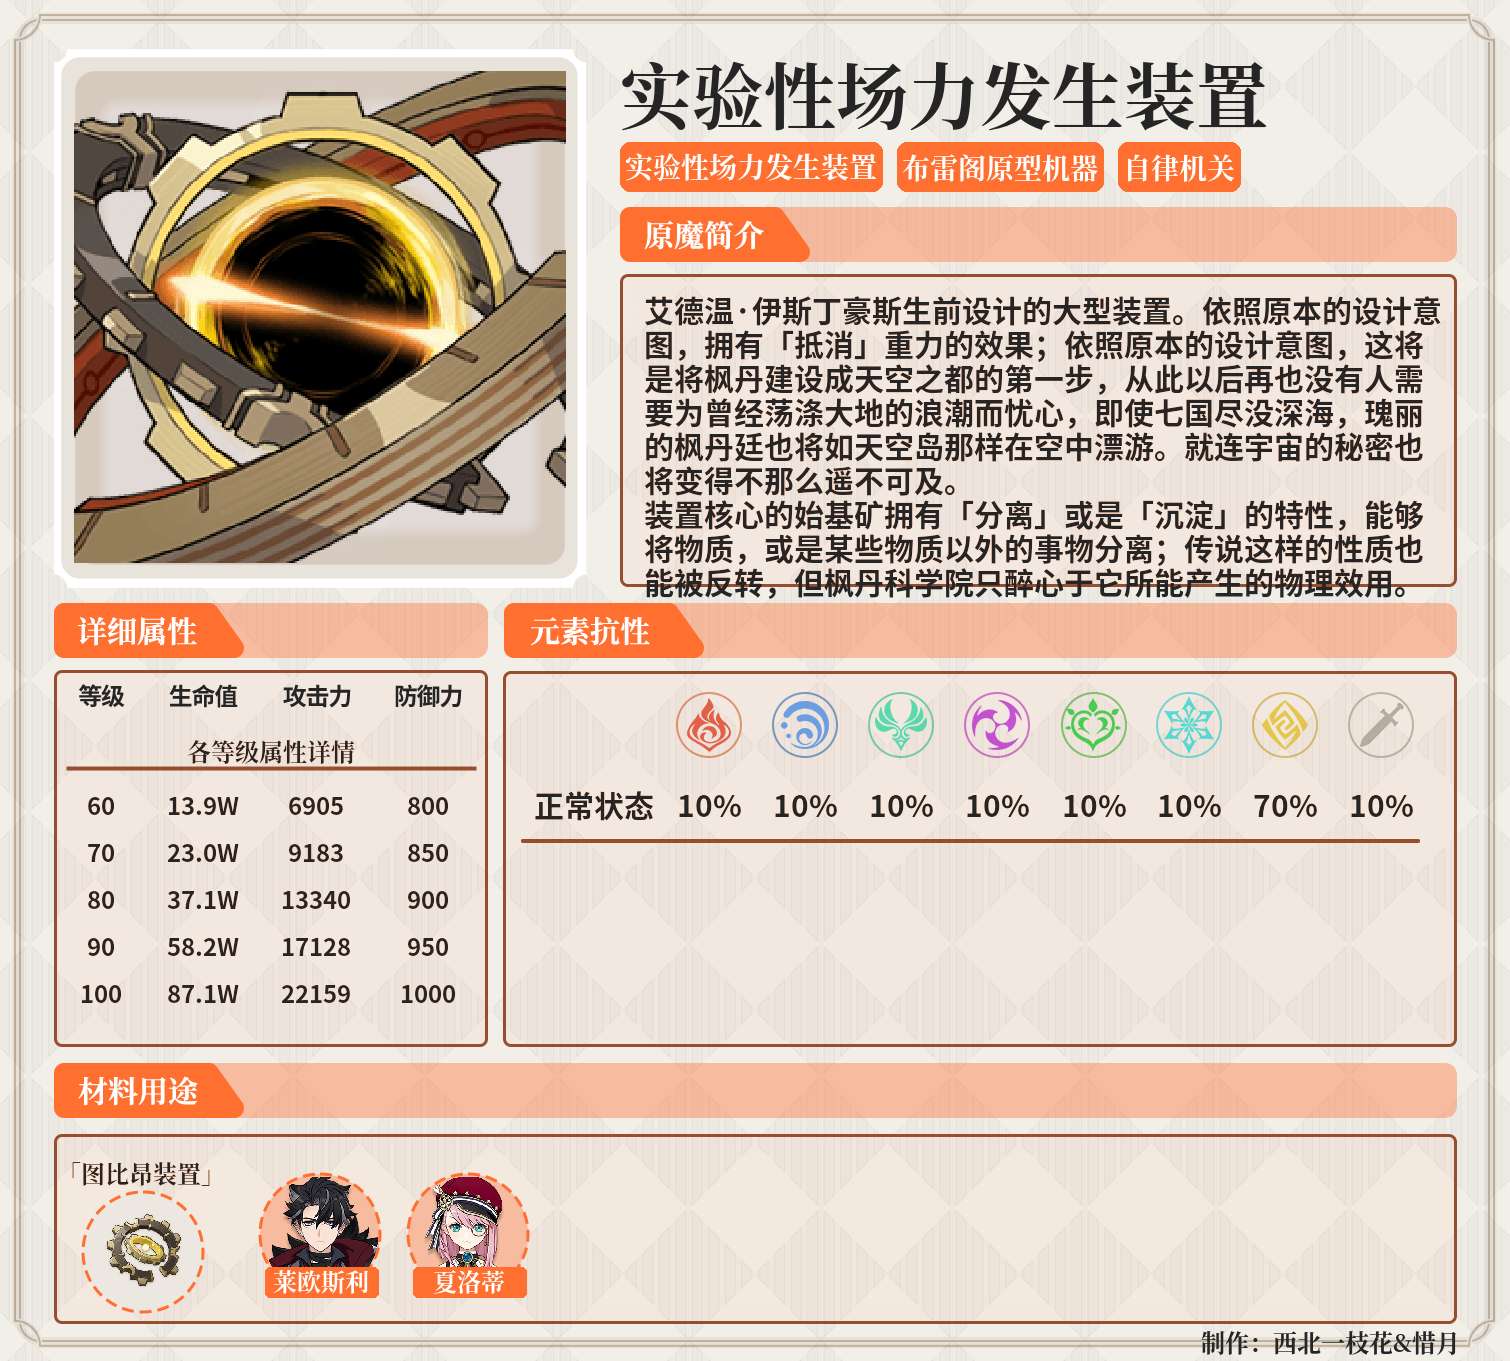 实验性场力发生装置
实验性场力发生装置 布雷阁原型机器 自律机关
原魔简介
艾德温·伊斯丁豪斯生前设计的大型装置。依照原本的设计意
图，拥有「抵消」重力的效果；依照原本的设计意图，这将
是将枫丹建设成天空之都的第一步，从此以后再也没有人需
要为曾经荡涤大地的浪潮而忧心，即使七国尽没深海，瑰丽
的枫丹廷也将如天空岛那样在空中漂游。就连宇宙的秘密也
将变得不那么遥不可及。
装置核心的始基矿拥有「分离」或是「沉淀」的特性，能够
将物质，或是某些物质以外的事物分离；传说这样的性质也
能被反转，但枫丹科学院只醉心于它所能产生的物理效用。
详细属性
等级 生命值 攻击力 防御力
各等级属性详情
60 13.9W 6905 800
70 23.0W 9183 850
80 37.1W 13340 900
90 58.2W 17128 950
100 87.1W 22159 1000
元素抗性
正常状态 10% 10% 10% 10% 10% 10% 70% 10%
材料用途
「图比昂装置」
莱欧斯利 夏洛蒂
制作：西北一枝花&惜月